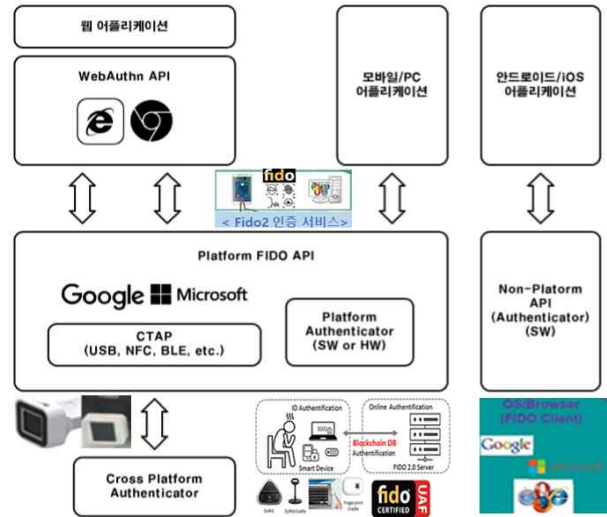 웹 어플리케이션
WebAuthn API
모바일/PC
어플리케이션
안드로이드/iOS
어플리케이션
fido
< Fido2 인증 서비스>
Platform FIDO API
Google Microsoft
CTAP
(USB, NFC, BLE, etc.)
Platform
Authenticator
(SW or HW)
Non-Platorm
API
(Authenticator)
(SW)
ID Authentification
Online Authentification
Blockchain DB
Authentification
Smart Device
FIDO 2.0 Server
fido
CERTIFIED
UAF
OS/Browser
(FIDO Client)
Google
Microsoft
Cross Platform
Authenticator